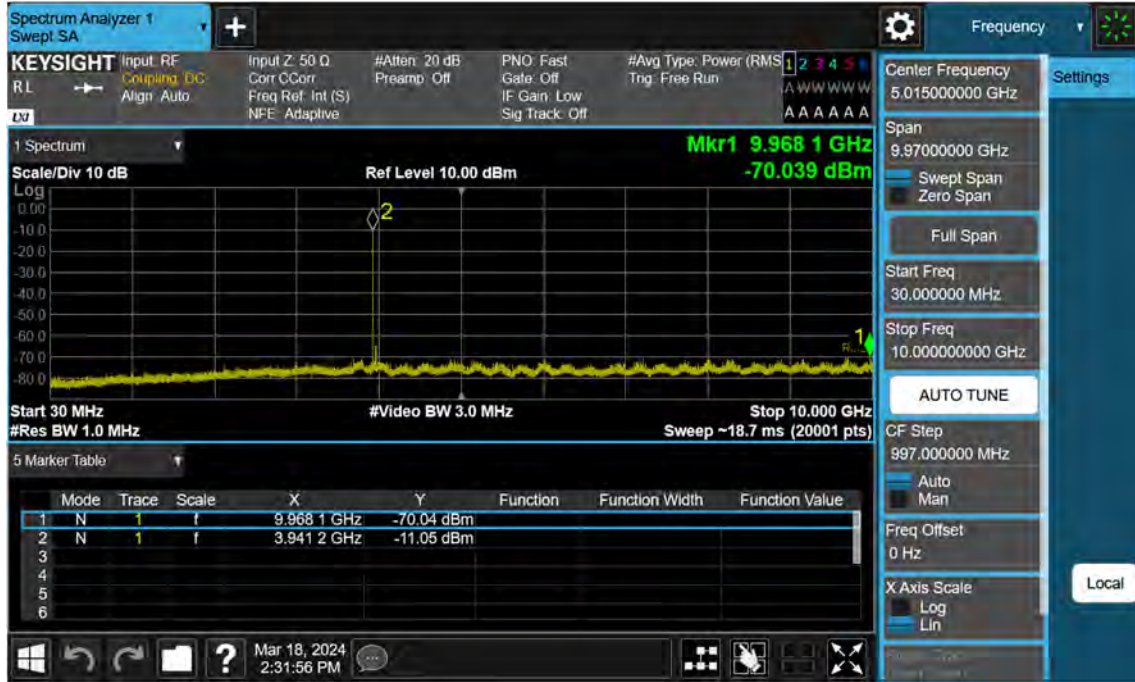 Spectrum Analyzer 1
Swept SA
+
Frequency
KEYSIGHT
RL
LXI
Input: RF
Coupling: DC
Align: Auto
Input Z: 50 Ω
Corr CCorr
Freq Ref: Int (S)
NFE: Adaptive
#Atten: 20 dB
Preamp: Off
PNO: Fast
Gate: Off
IF Gain: Low
Sig Track: Off
#Avg Type: Power (RMS
Trig: Free Run
1 2 3 4 5 6
A W W W W W
A A A A A A
1 Spectrum
Scale/Div 10 dB
Ref Level 10.00 dBm
Mkr1 9.968 1 GHz
-70.039 dBm
Log
0.00
-10.0
-20.0
-30.0
-40.0
-50.0
-60.0
-70.0
-80.0
2
1
Start 30 MHz
#Res BW 1.0 MHz
#Video BW 3.0 MHz
Stop 10.000 GHz
Sweep ~18.7 ms (20001 pts)
5 Marker Table
Mode Trace Scale X Y Function Function Width Function Value
1 N 1 f 9.968 1 GHz -70.04 dBm
2 N 1 f 3.941 2 GHz -11.05 dBm
3
4
5
6
Mar 18, 2024
2:31:56 PM
?
Center Frequency
5.015000000 GHz
Span
9.97000000 GHz
Swept Span
Zero Span
Full Span
Start Freq
30.000000 MHz
Stop Freq
10.000000000 GHz
AUTO TUNE
CF Step
997.000000 MHz
Auto
Man
Freq Offset
0 Hz
X Axis Scale
Log
Lin
Settings
Local